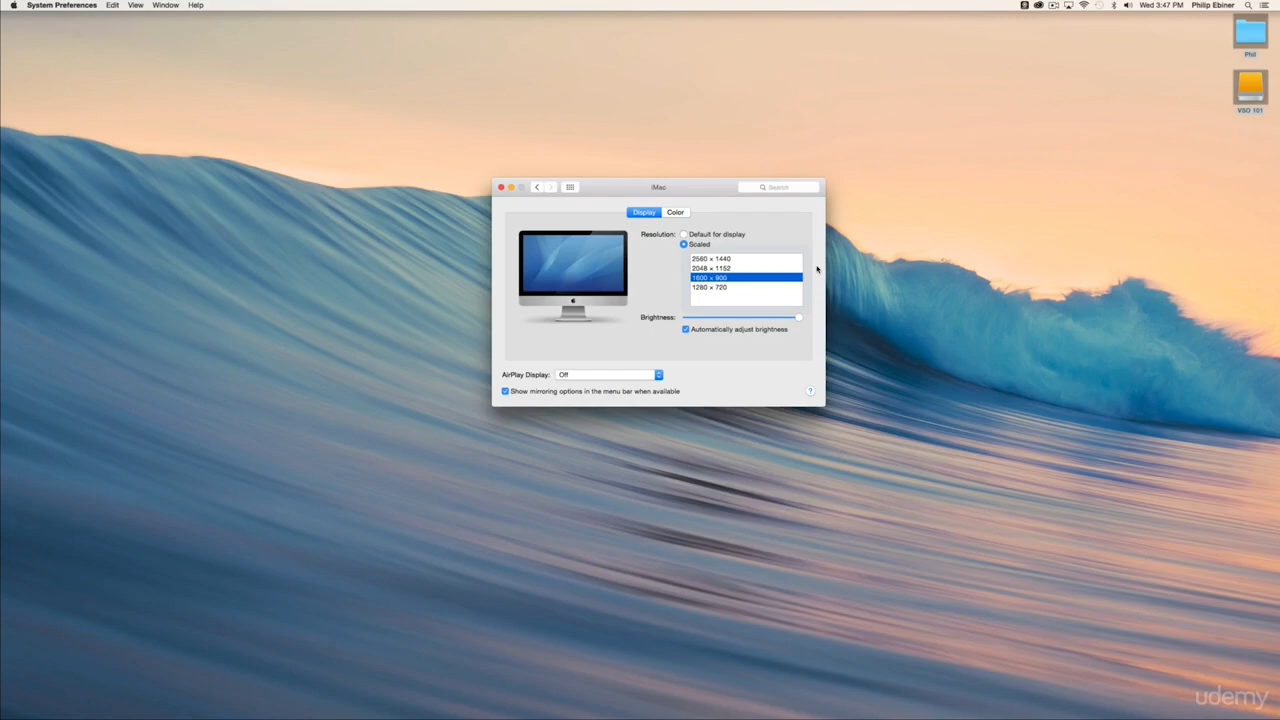 System Preferences Edit View Window Help Wed 3:47 PM Philip Ebiner
Phil
VSO 101
iMac Search
Display Color
Resolution: Default for display
Scaled
2560 × 1440
2048 × 1152
1600 × 900
1280 × 720
Brightness:
Automatically adjust brightness
AirPlay Display: Off
Show mirroring options in the menu bar when available ?
udemy